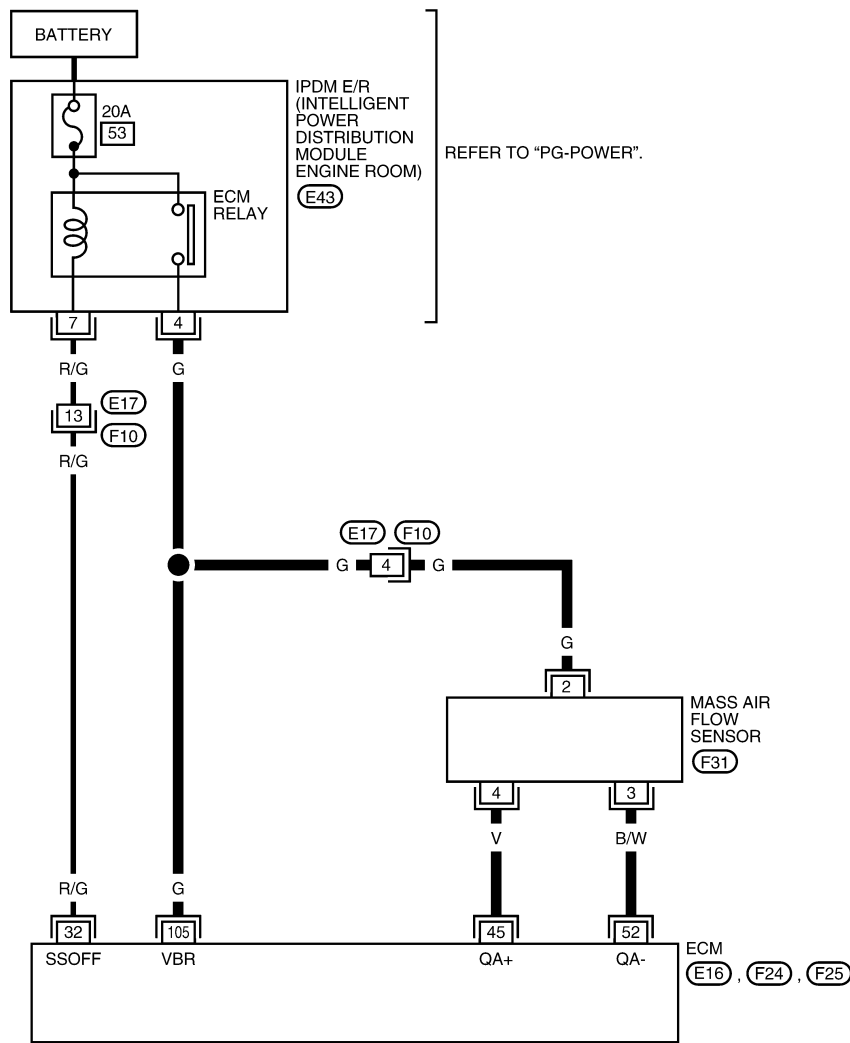 BATTERY
20A
53
IPDM E/R
(INTELLIGENT
POWER
DISTRIBUTION
MODULE
ENGINE ROOM)
E43
REFER TO “PG-POWER”.
ECM
RELAY
7
4
R/G
G
13
E17
F10
R/G
E17
F10
G
4
G
G
2
MASS AIR
FLOW
SENSOR
F31
4
3
V
B/W
R/G
G
32
105
45
52
SSOFF
VBR
QA+
QA-
ECM
E16 , F24 , F25